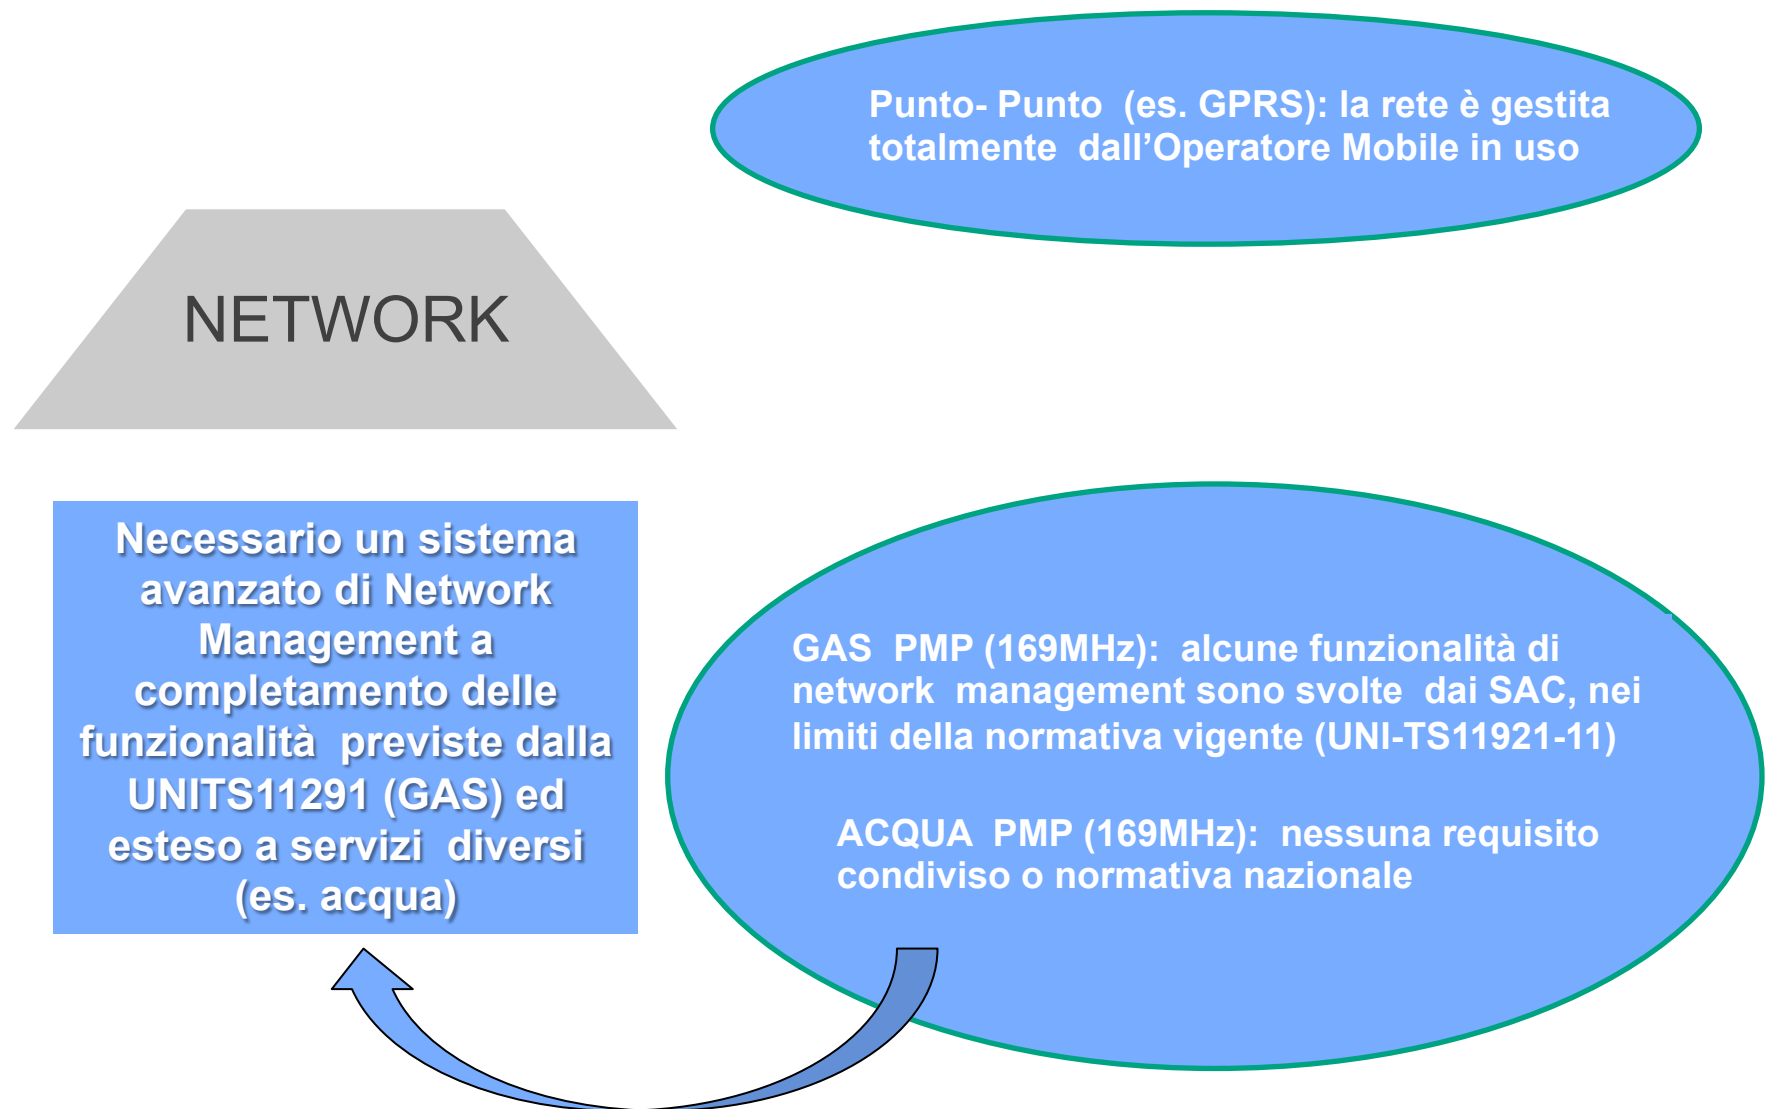 Punto- Punto (es. GPRS): la rete è gestita
totalmente dall’Operatore Mobile in uso
NETWORK
Necessario un sistema
avanzato di Network
Management a
completamento delle
funzionalità previste dalla
UNITS11291 (GAS) ed
esteso a servizi diversi
(es. acqua)
GAS PMP (169MHz): alcune funzionalità di
network management sono svolte dai SAC, nei
limiti della normativa vigente (UNI-TS11921-11)
ACQUA PMP (169MHz): nessuna requisito
condiviso o normativa nazionale